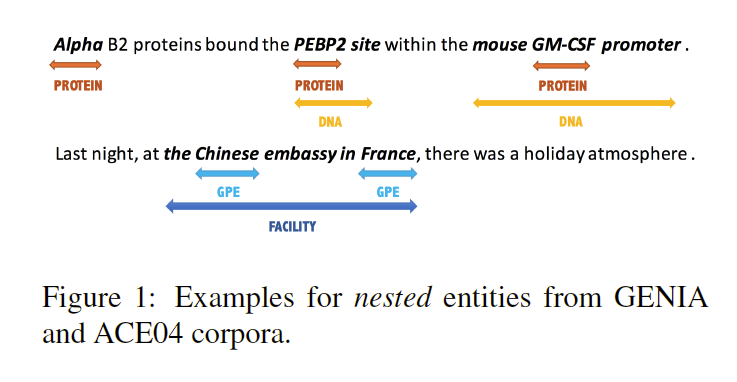 Alpha B2 proteins bound the PEBP2 site within the mouse GM-CSF promoter .
PROTEIN PROTEIN PROTEIN
DNA DNA
Last night, at the Chinese embassy in France, there was a holiday atmosphere .
GPE GPE
FACILITY
Figure 1: Examples for nested entities from GENIA
and ACE04 corpora.